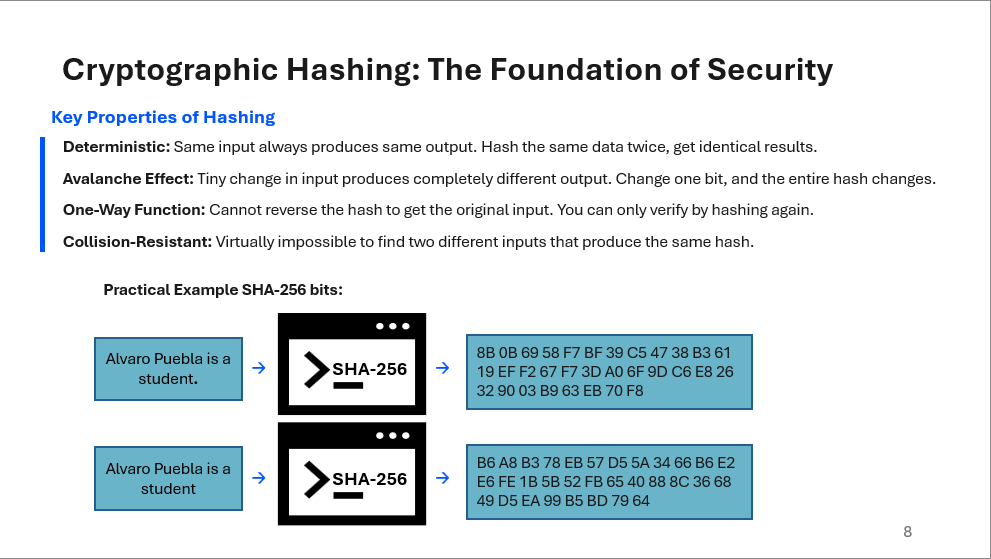 Cryptographic Hashing: The Foundation of Security
Key Properties of Hashing
Deterministic: Same input always produces same output. Hash the same data twice, get identical results.
Avalanche Effect: Tiny change in input produces completely different output. Change one bit, and the entire hash changes.
One-Way Function: Cannot reverse the hash to get the original input. You can only verify by hashing again.
Collision-Resistant: Virtually impossible to find two different inputs that produce the same hash.
Practical Example SHA-256 bits:
Alvaro Puebla is a
student.
→
SHA-256
→
8B 0B 69 58 F7 BF 39 C5 47 38 B3 61
19 EF F2 67 F7 3D A0 6F 9D C6 E8 26
32 90 03 B9 63 EB 70 F8
Alvaro Puebla is a
student
→
SHA-256
→
B6 A8 B3 78 EB 57 D5 5A 34 66 B6 E2
E6 FE 1B 5B 52 FB 65 40 88 8C 36 68
49 D5 EA 99 B5 BD 79 64
8